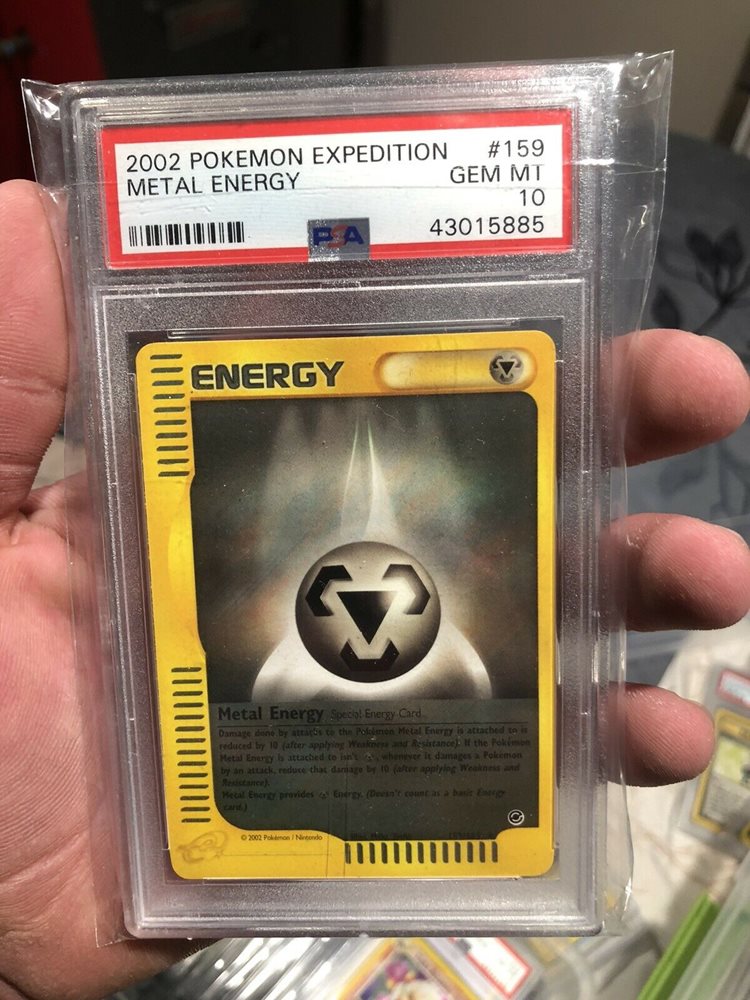 2002 POKEMON EXPEDITION #159
METAL ENERGY GEM MT
10
PSA 43015885
ENERGY
Metal Energy Special Energy Card
Damage done by attacks to the Pokémon Metal Energy is attached to is
reduced by 10 (after applying Weakness and Resistance). If the Pokémon
Metal Energy is attached to isn't , whenever it damages a Pokémon
by an attack, reduce that damage by 10 (after applying Weakness and
Resistance).
Metal Energy provides Energy. (Doesn't count as a basic Energy
card.)
© 2002 Pokémon / Nintendo